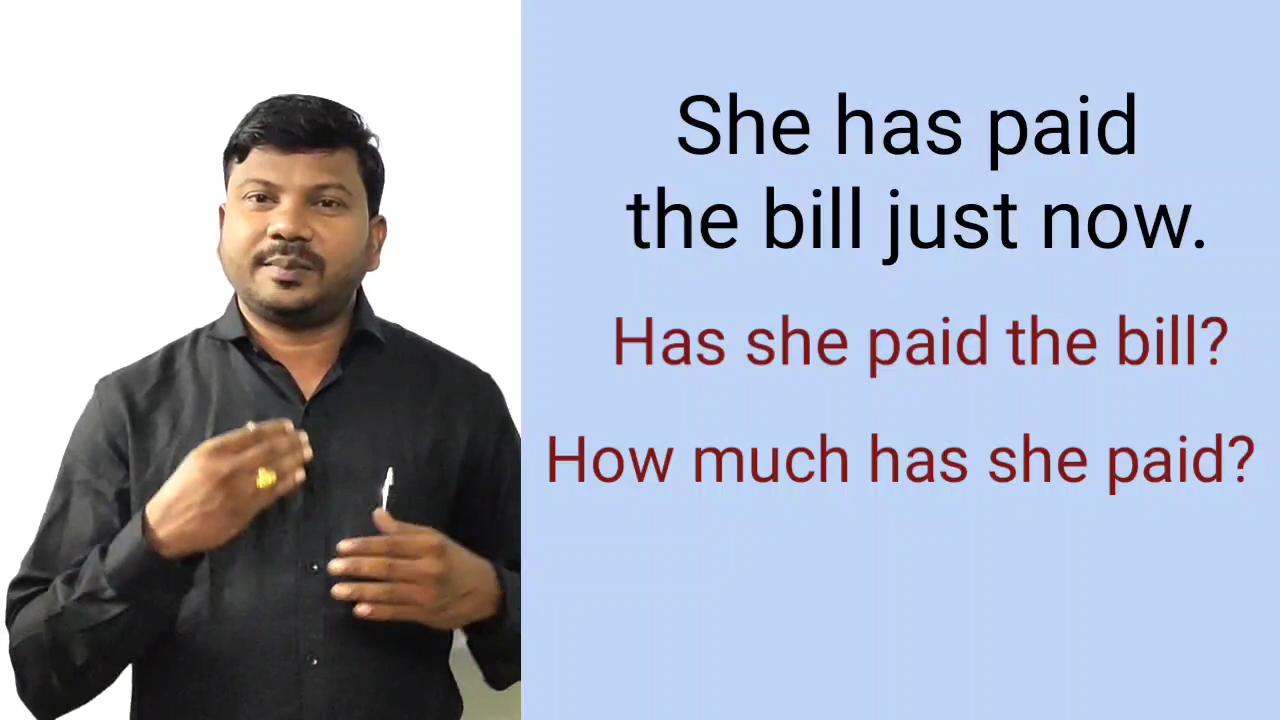 She has paid
the bill just now.
Has she paid the bill?
How much has she paid?